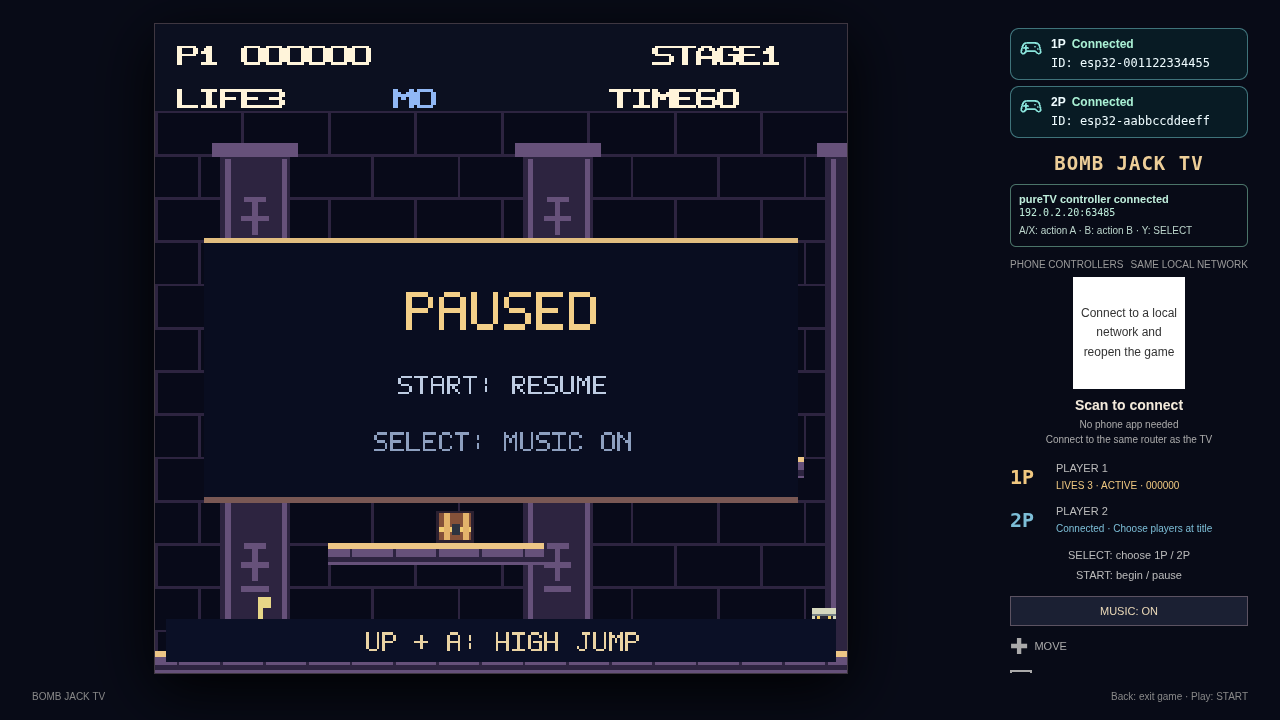 P1 000000
STAGE1
LIFE3
M0
TIME60
PAUSED
START: RESUME
SELECT: MUSIC ON
UP + A: HIGH JUMP
1P Connected
ID: esp32-001122334455
2P Connected
ID: esp32-aabbccddeeff
BOMB JACK TV
pureTV controller connected
192.0.2.20:63485
A/X: action A · B: action B · Y: SELECT
PHONE CONTROLLERS SAME LOCAL NETWORK
Connect to a local
network and
reopen the game
Scan to connect
No phone app needed
Connect to the same router as the TV
1P PLAYER 1
LIVES 3 · ACTIVE · 000000
2P PLAYER 2
Connected · Choose players at title
SELECT: choose 1P / 2P
START: begin / pause
MUSIC: ON
MOVE
BOMB JACK TV
Back: exit game · Play: START